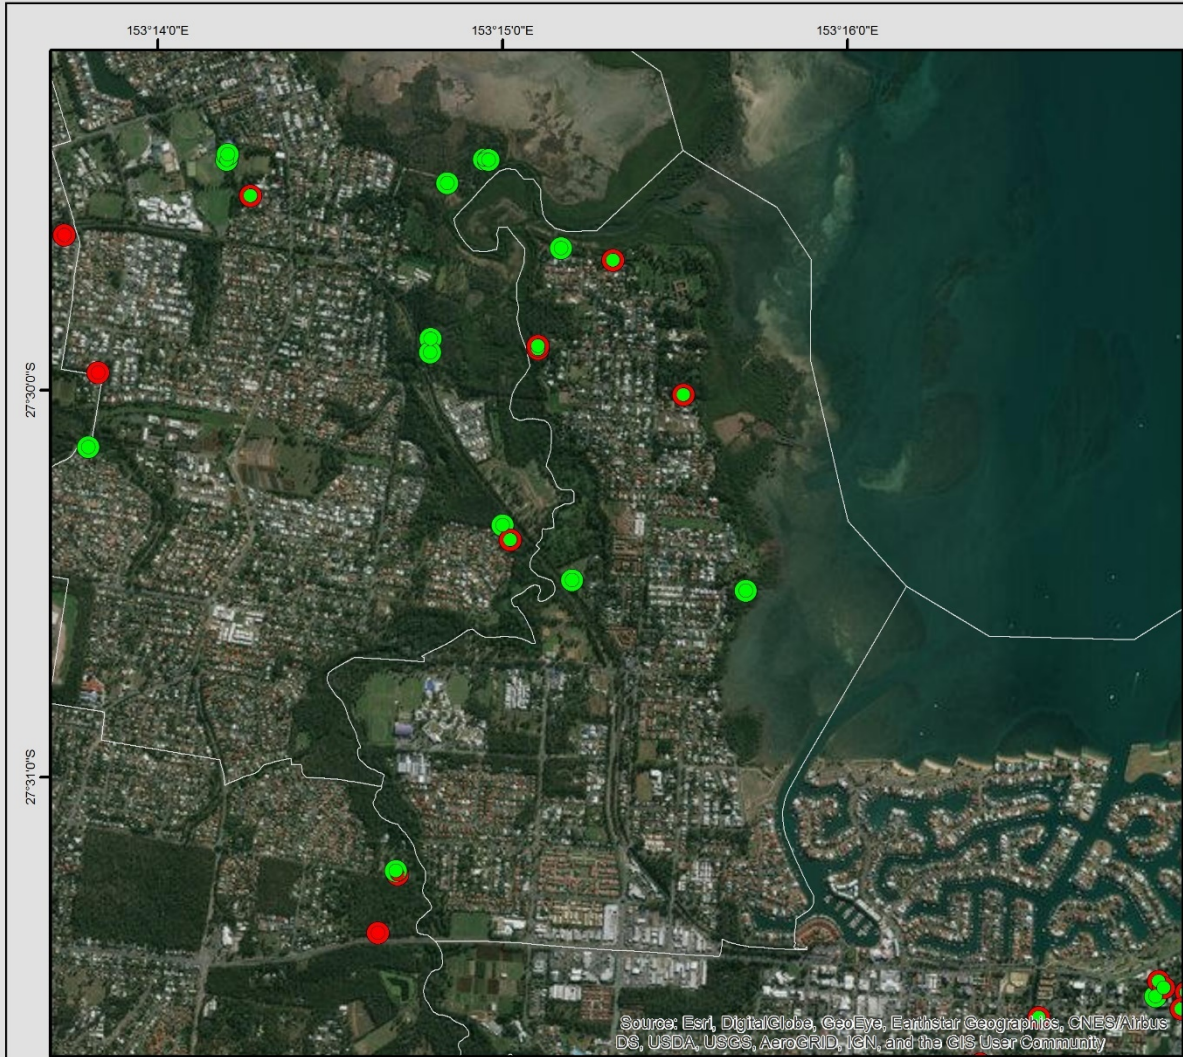 153°14'0"E
153°15'0"E
153°16'0"E
27°30'0"S
27°31'0"S
Source: Esri, DigitalGlobe, GeoEye, Earthstar Geographics, CNES/Airbus
DS, USDA, USGS, AeroGRID, IGN, and the GIS User Community